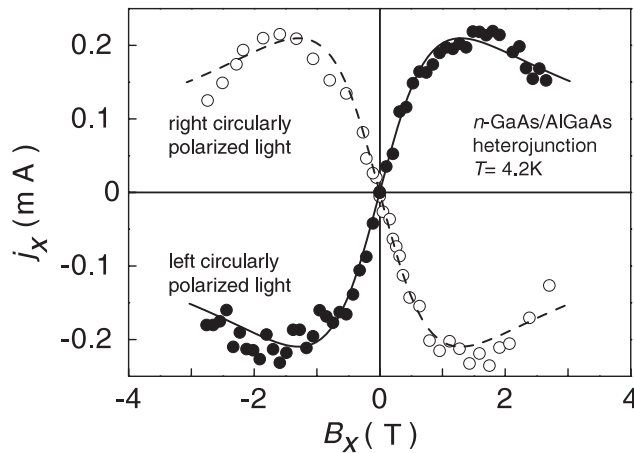 0.2
0.1
0
-0.1
-0.2
j_x (mA)
right circularly
polarized light
n-GaAs/AlGaAs
heterojunction
T= 4.2K
left circularly
polarized light
-4 -2 0 2 4
B_x (T)